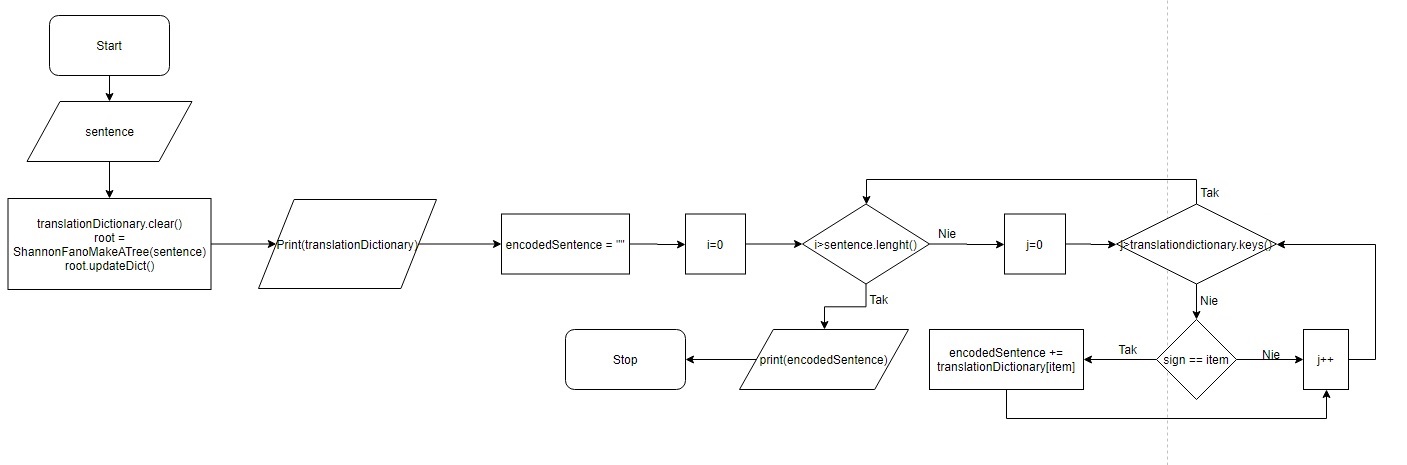 Start
sentence
translationDictionary.clear()
root =
ShannonFanoMakeATree(sentence)
root.updateDict()
Print(translationDictionary)
encodedSentence = ""
i=0
i>sentence.lenght()
Nie
j=0
j>translationdictionary.keys()
Tak
Tak
Nie
Stop
print(encodedSentence)
encodedSentence +=
translationDictionary[item]
Tak
sign == item
Nie
j++